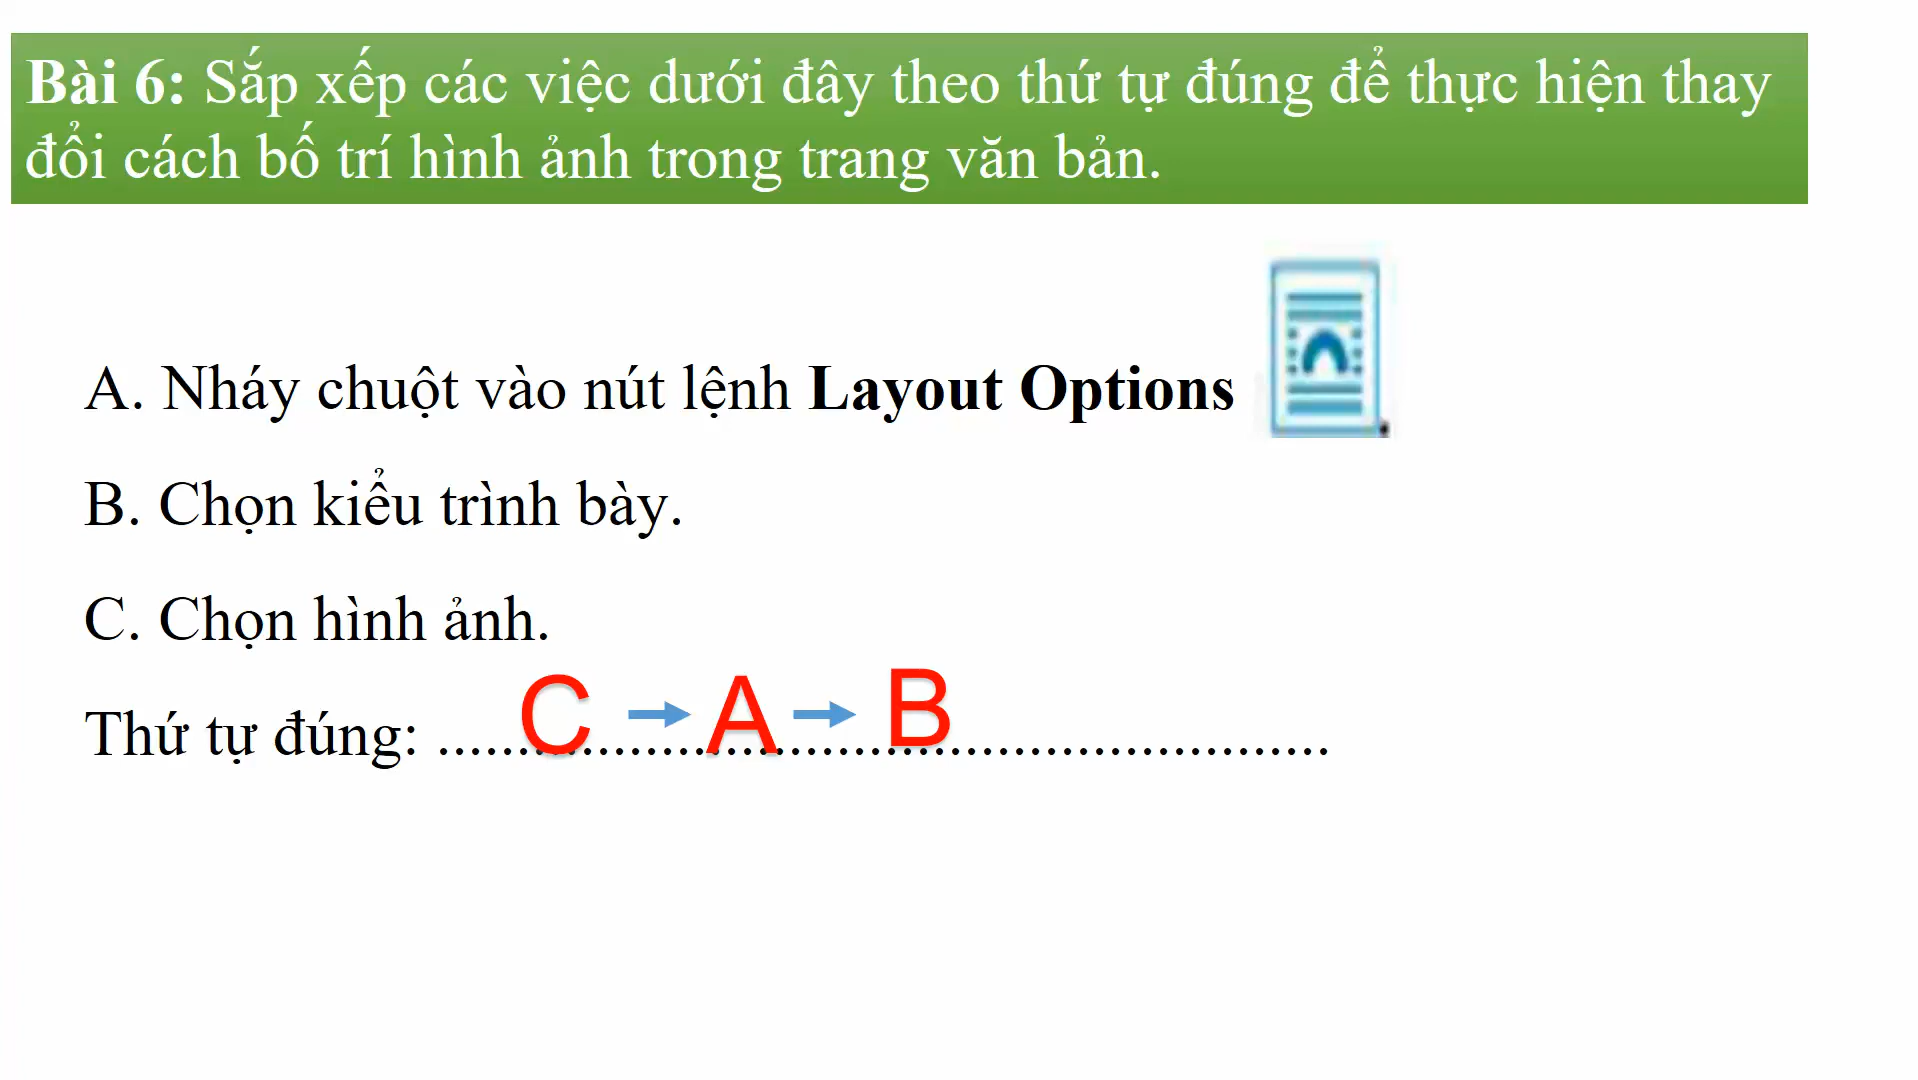 Bài 6: Sắp xếp các việc dưới đây theo thứ tự đúng để thực hiện thay
đổi cách bố trí hình ảnh trong trang văn bản.
A. Nháy chuột vào nút lệnh Layout Options .
B. Chọn kiểu trình bày.
C. Chọn hình ảnh.
Thứ tự đúng: ........................................................
C → A → B